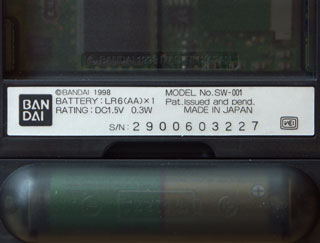 BAN
DAI
©BANDAI 1998
BATTERY: LR6(AA)×1
RATING: DC1.5V 0.3W
MODEL No.SW-001
Pat. issued and pend.
MADE IN JAPAN
S/N: 2900603227